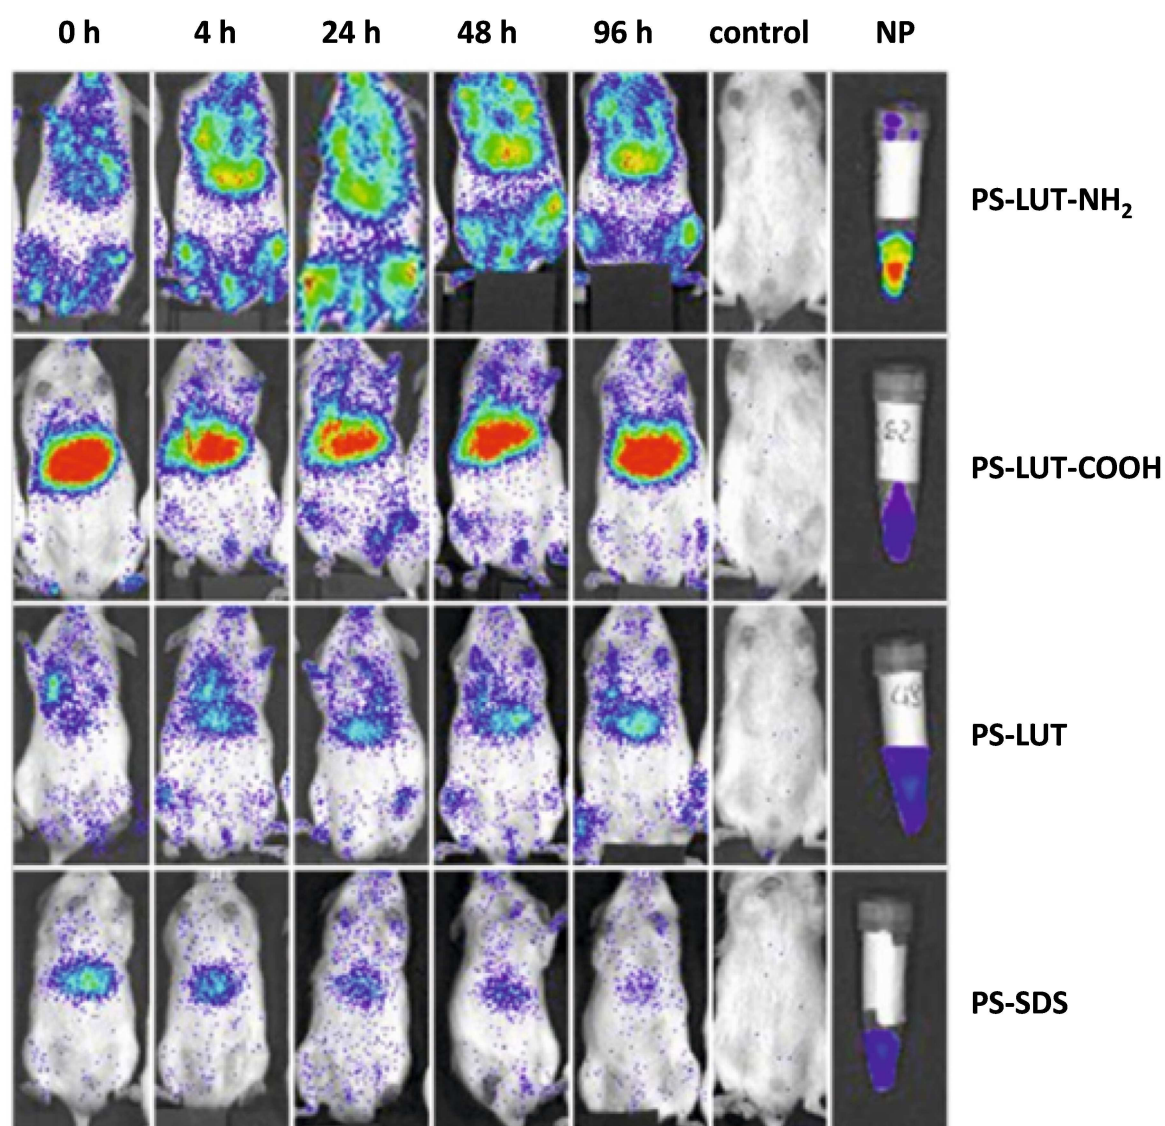 0 h 4 h 24 h 48 h 96 h control NP
PS-LUT-NH₂
PS-LUT-COOH
PS-LUT
PS-SDS